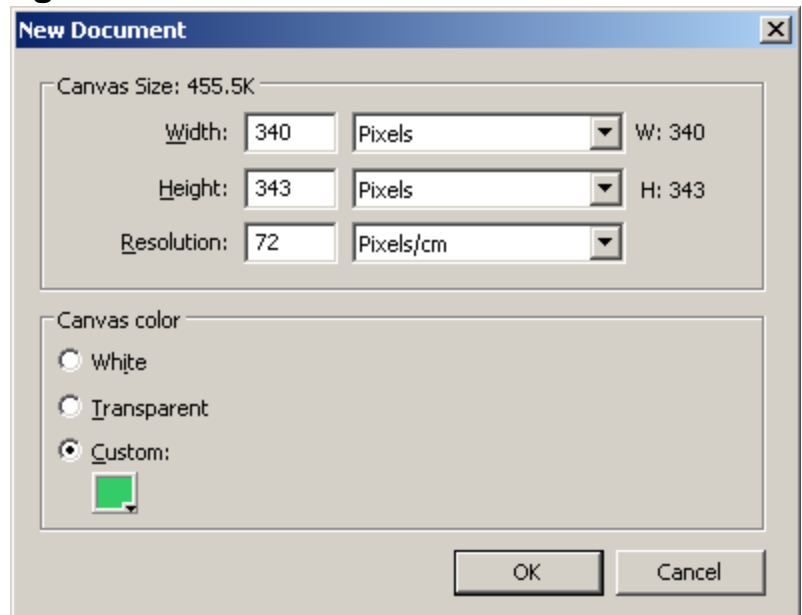 New Document
Canvas Size: 455.5K
Width: 340 Pixels W: 340
Height: 343 Pixels H: 343
Resolution: 72 Pixels/cm
Canvas color
White
Transparent
Custom:
OK Cancel